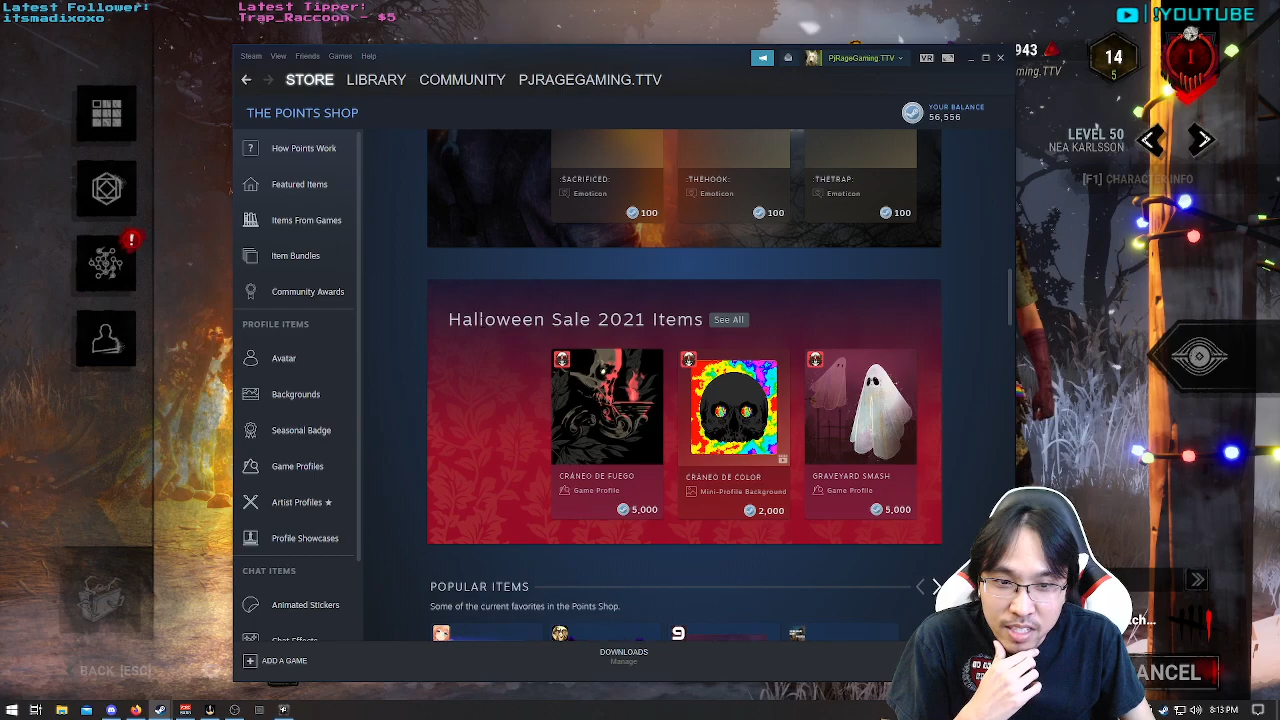 Latest Follower:
itsmadixoxo
Latest Tipper:
Trap_Raccoon - $5
!YOUTUBE
Steam View Friends Games Help
PJRageGaming.TTV
VR
943
14
5
I
STORE LIBRARY COMMUNITY PJRAGEGAMING.TTV
THE POINTS SHOP
YOUR BALANCE
56,556
LEVEL 50
NEA KARLSSON
[F1] CHARACTER INFO
How Points Work
Featured Items
Items From Games
Item Bundles
Community Awards
PROFILE ITEMS
Avatar
Backgrounds
Seasonal Badge
Game Profiles
Artist Profiles ★
Profile Showcases
CHAT ITEMS
Animated Stickers
:SACRIFICED:
Emoticon
100
:THEHOOK:
Emoticon
100
:THETRAP:
Emoticon
100
Halloween Sale 2021 Items
See All
CRÁNEO DE FUEGO
Game Profile
5,000
CRÁNEO DE COLOR
Mini-Profile Background
2,000
GRAVEYARD SMASH
Game Profile
5,000
POPULAR ITEMS
Some of the current favorites in the Points Shop.
ADD A GAME
DOWNLOADS
Manage
BACK [ESC]
8:13 PM